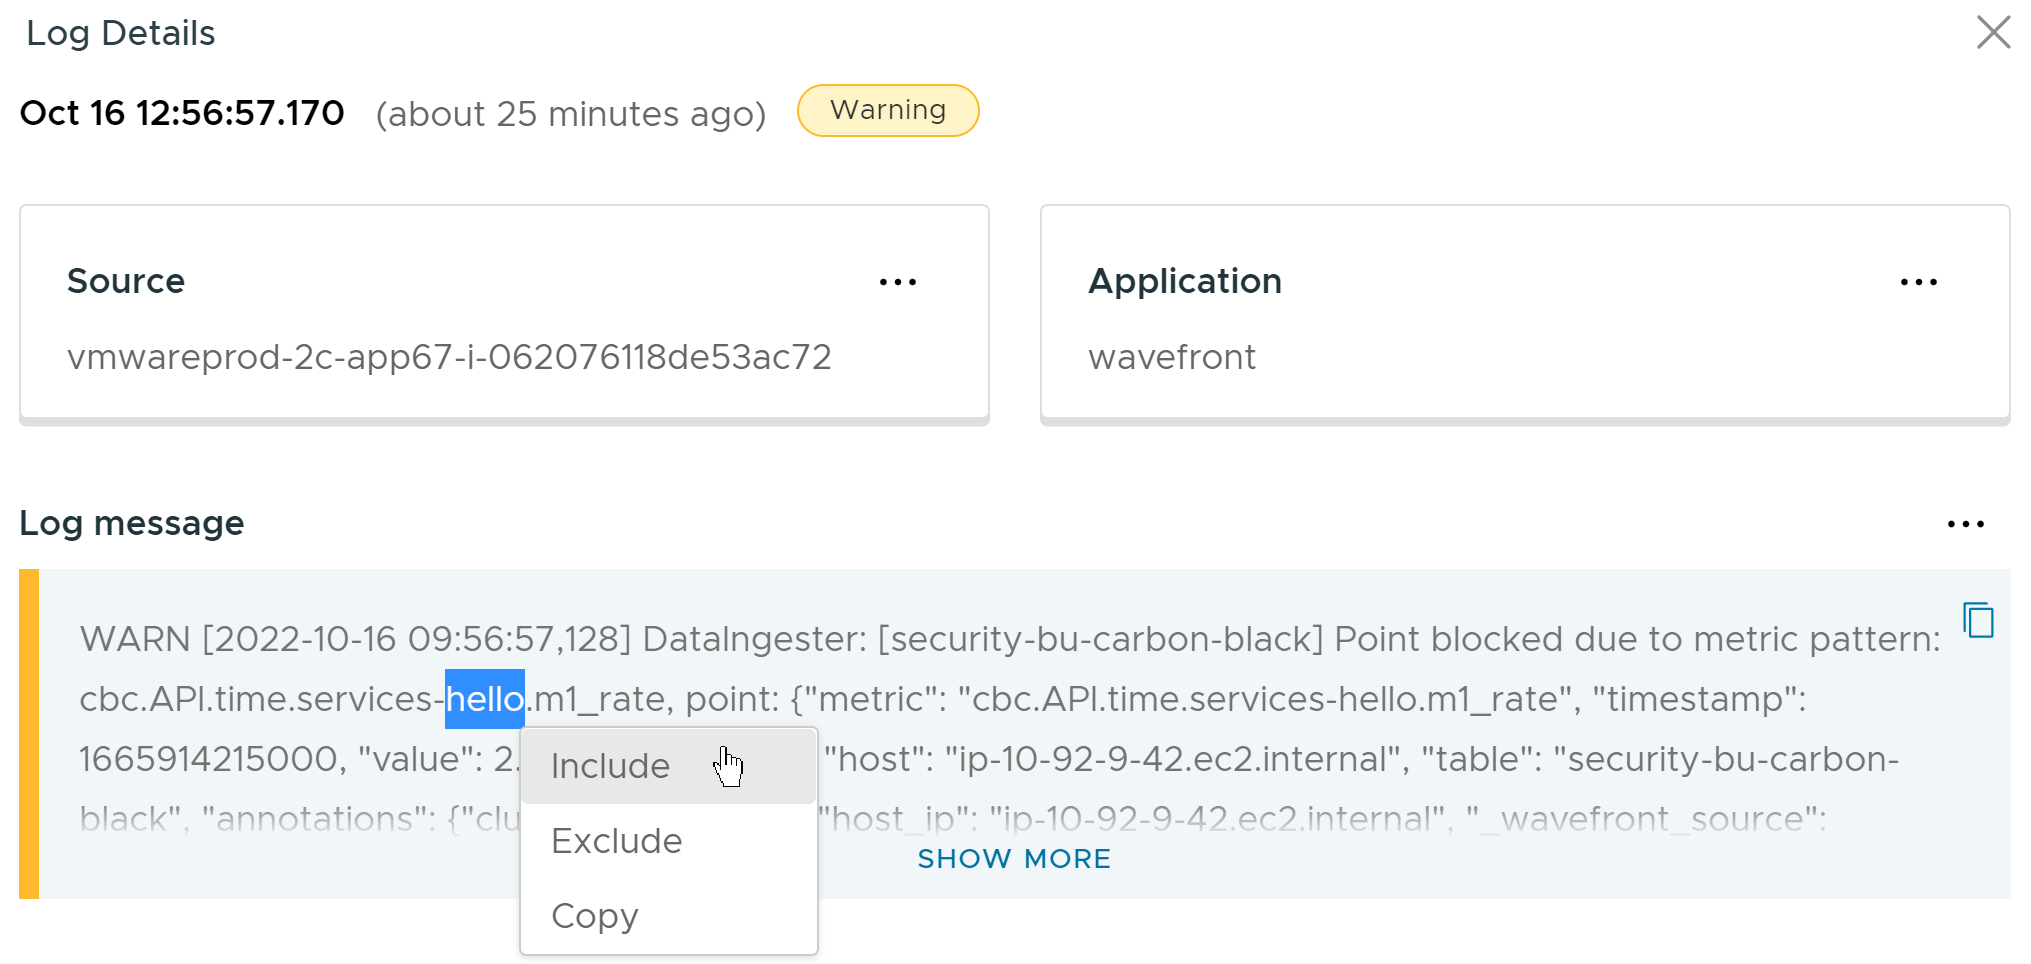 Log Details
Oct 16 12:56:57.170 (about 25 minutes ago) Warning
Source ...
vmwareprod-2c-app67-i-062076118de53ac72
Application ...
wavefront
Log message ...
WARN [2022-10-16 09:56:57,128] DataIngester: [security-bu-carbon-black] Point blocked due to metric pattern:
cbc.API.time.services-hello.m1_rate, point: {"metric": "cbc.API.time.services-hello.m1_rate", "timestamp":
1665914215000, "value": 2. "host": "ip-10-92-9-42.ec2.internal", "table": "security-bu-carbon-
black", "annotations": {"clu "host_ip": "ip-10-92-9-42.ec2.internal", "_wavefront_source":
SHOW MORE
Include
Exclude
Copy